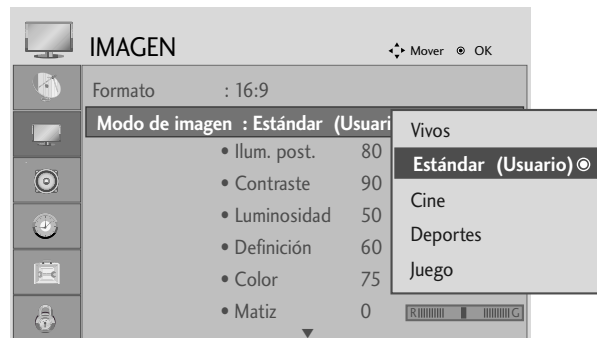 IMAGEN
Mover OK
Formato : 16:9
Modo de imagen : Estándar (Usuari
• Ilum. post. 80
• Contraste 90
• Luminosidad 50
• Definición 60
• Color 75
• Matiz 0 R G
Vivos
Estándar (Usuario)
Cine
Deportes
Juego